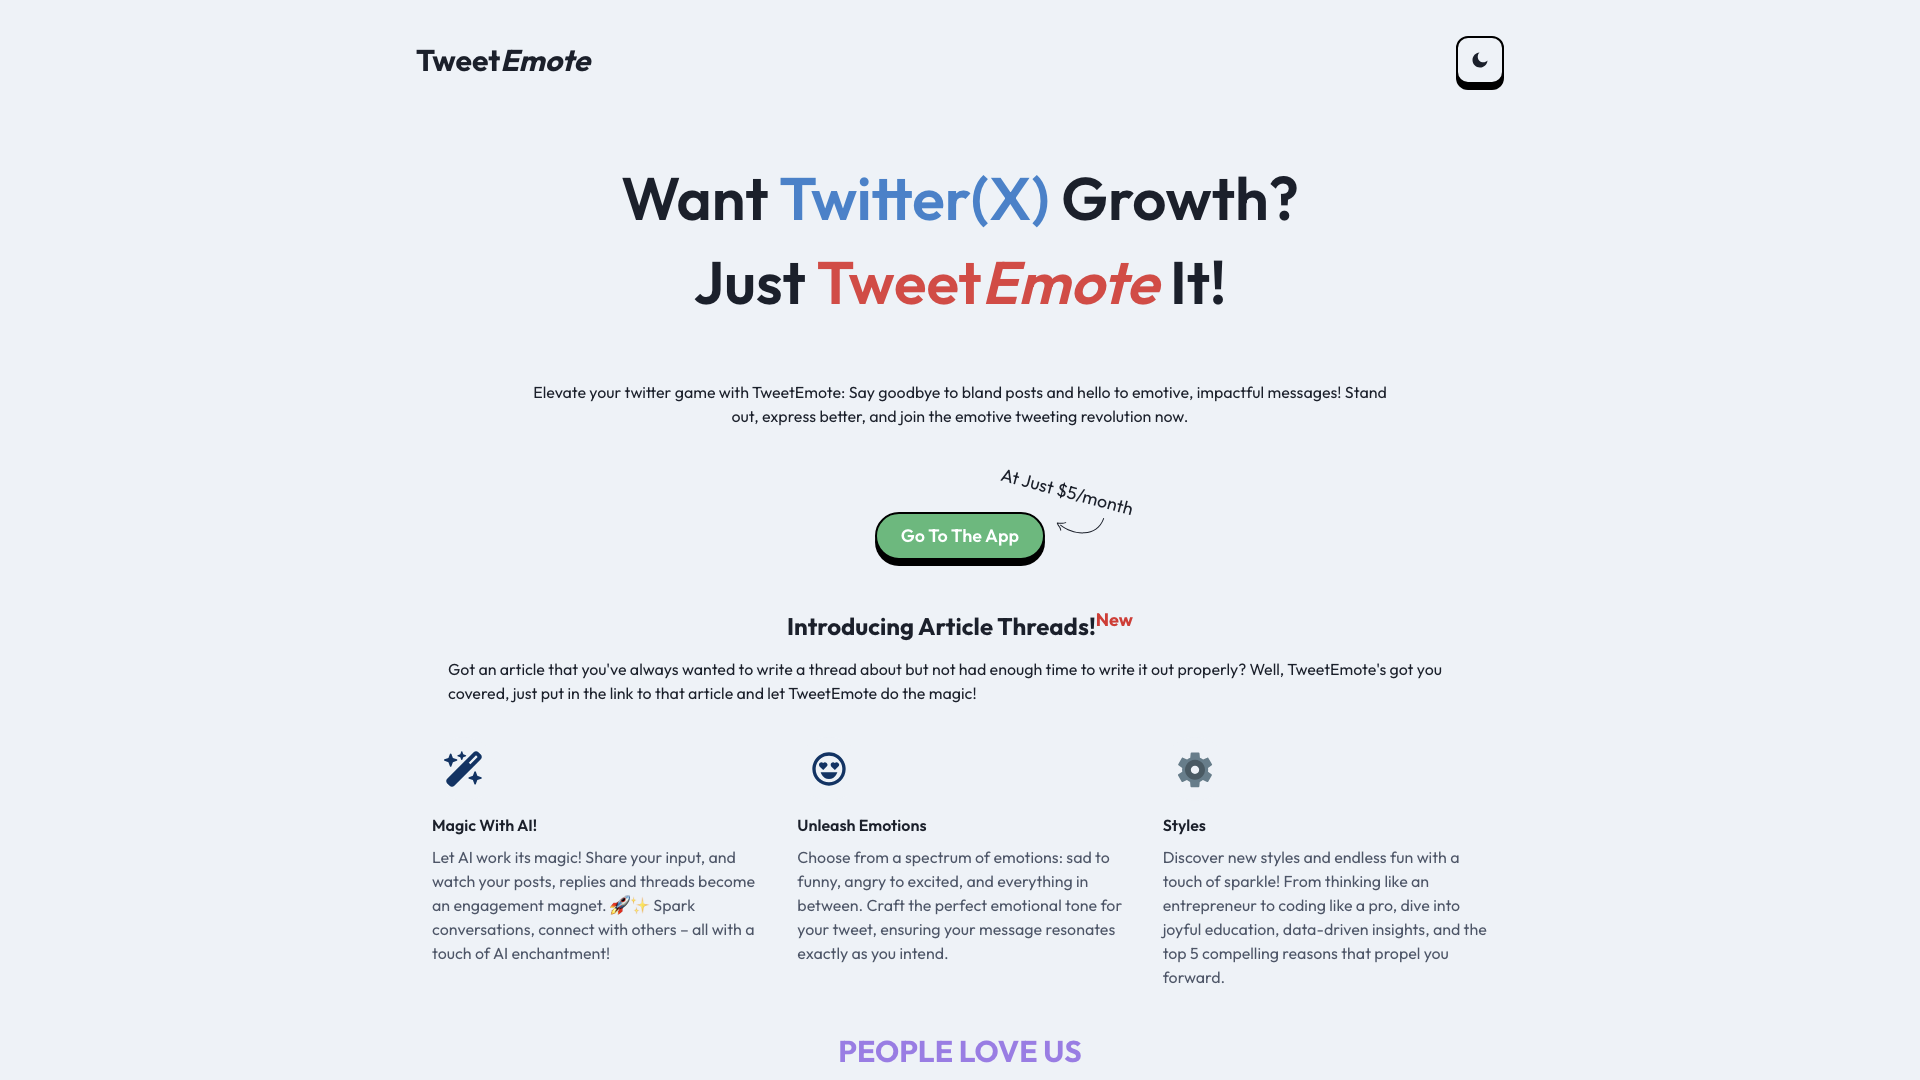 TweetEmote
Want Twitter(X) Growth?
Just TweetEmote It!
Elevate your twitter game with TweetEmote: Say goodbye to bland posts and hello to emotive, impactful messages! Stand
out, express better, and join the emotive tweeting revolution now.
At Just $5/month
Go To The App
Introducing Article Threads!New
Got an article that you've always wanted to write a thread about but not had enough time to write it out properly? Well, TweetEmote's got you
covered, just put in the link to that article and let TweetEmote do the magic!
Magic With AI!
Let AI work its magic! Share your input, and
watch your posts, replies and threads become
an engagement magnet. 🚀✨ Spark
conversations, connect with others – all with a
touch of AI enchantment!
Unleash Emotions
Choose from a spectrum of emotions: sad to
funny, angry to excited, and everything in
between. Craft the perfect emotional tone for
your tweet, ensuring your message resonates
exactly as you intend.
Styles
Discover new styles and endless fun with a
touch of sparkle! From thinking like an
entrepreneur to coding like a pro, dive into
joyful education, data-driven insights, and the
top 5 compelling reasons that propel you
forward.
PEOPLE LOVE US